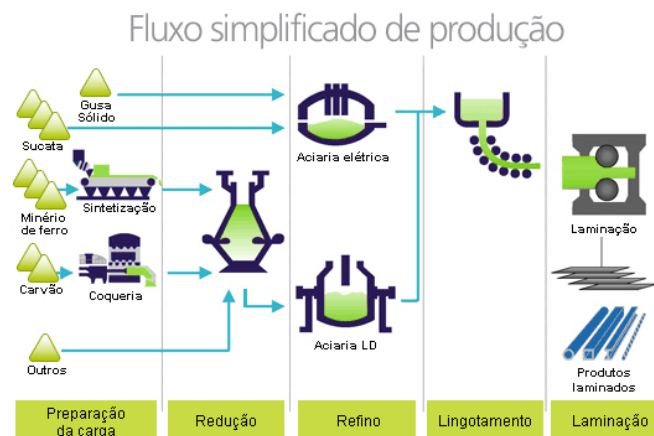 Fluxo simplificado de produção
Gusa
Sólido
Sucata
Aciaria elétrica
Minério
de ferro
Sintetização
Laminação
Carvão
Coqueria
Aciaria LD
Outros
Produtos
laminados
Preparação
da carga
Redução
Refino
Lingotamento
Laminação